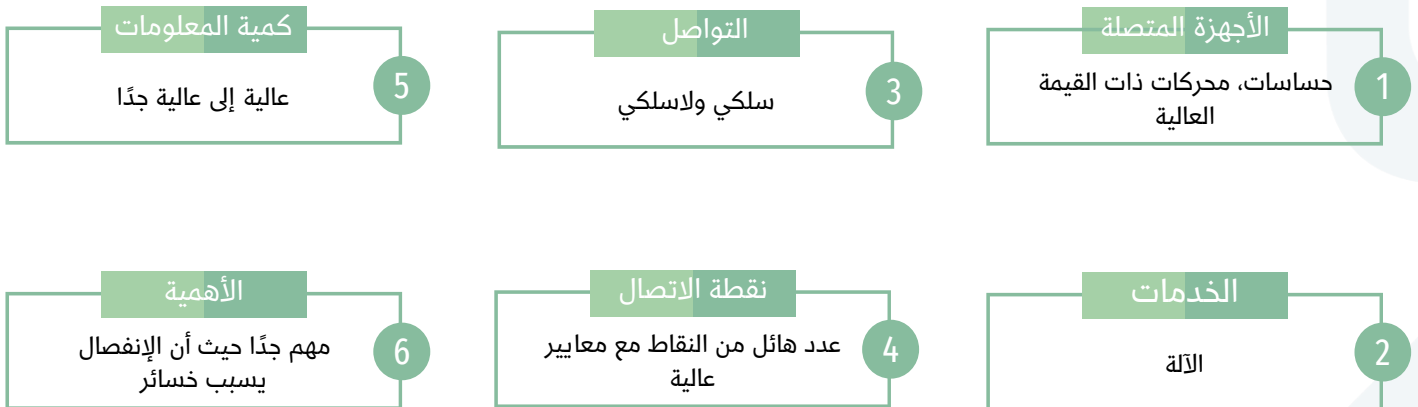 الأجهزة المتصلة
1
حساسات، محركات ذات القيمة
العالية
الخدمات
2
الآلة
التواصل
3
سلكي ولاسلكي
نقطة الاتصال
4
عدد هائل من النقاط مع معايير
عالية
كمية المعلومات
5
عالية إلى عالية جدًا
الأهمية
6
مهم جدًا حيث أن الإنفصال
يسبب خسائر